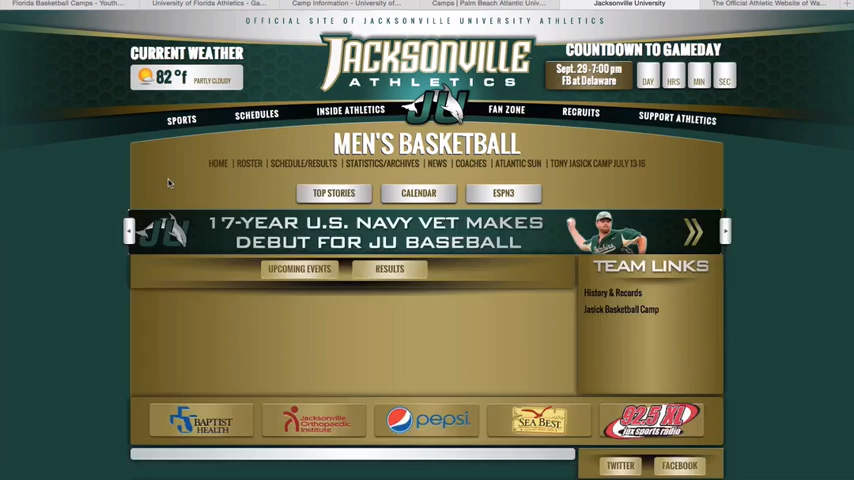 Florida Basketball Camps - Youth...
University of Florida Athletics - Ga...
Camp Information - University of...
Camps | Palm Beach Atlantic Univ...
Jacksonville University
The Official Athletic Website of Wa...
OFFICIAL SITE OF JACKSONVILLE UNIVERSITY ATHLETICS
CURRENT WEATHER
82 °f PARTLY CLOUDY
JACKSONVILLE
ATHLETICS
JU
COUNTDOWN TO GAMEDAY
Sept. 29 - 7:00 pm
FB at Delaware
DAY HRS MIN SEC
SPORTS SCHEDULES INSIDE ATHLETICS FAN ZONE RECRUITS SUPPORT ATHLETICS
MEN'S BASKETBALL
HOME | ROSTER | SCHEDULE/RESULTS | STATISTICS/ARCHIVES | NEWS | COACHES | ATLANTIC SUN | TONY JASICK CAMP JULY 13-16
TOP STORIES CALENDAR ESPN3
JU
17-YEAR U.S. NAVY VET MAKES
DEBUT FOR JU BASEBALL
UPCOMING EVENTS RESULTS
TEAM LINKS
History & Records
Jasick Basketball Camp
BAPTIST
HEALTH
Jacksonville
Orthopaedic
Institute
pepsi
SEA BEST
92.5 XL
jax sports radio
TWITTER FACEBOOK